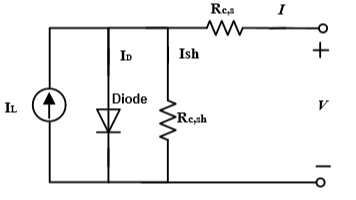 Rc,s I
ID Ish +
Diode
IL V
Rc,sh